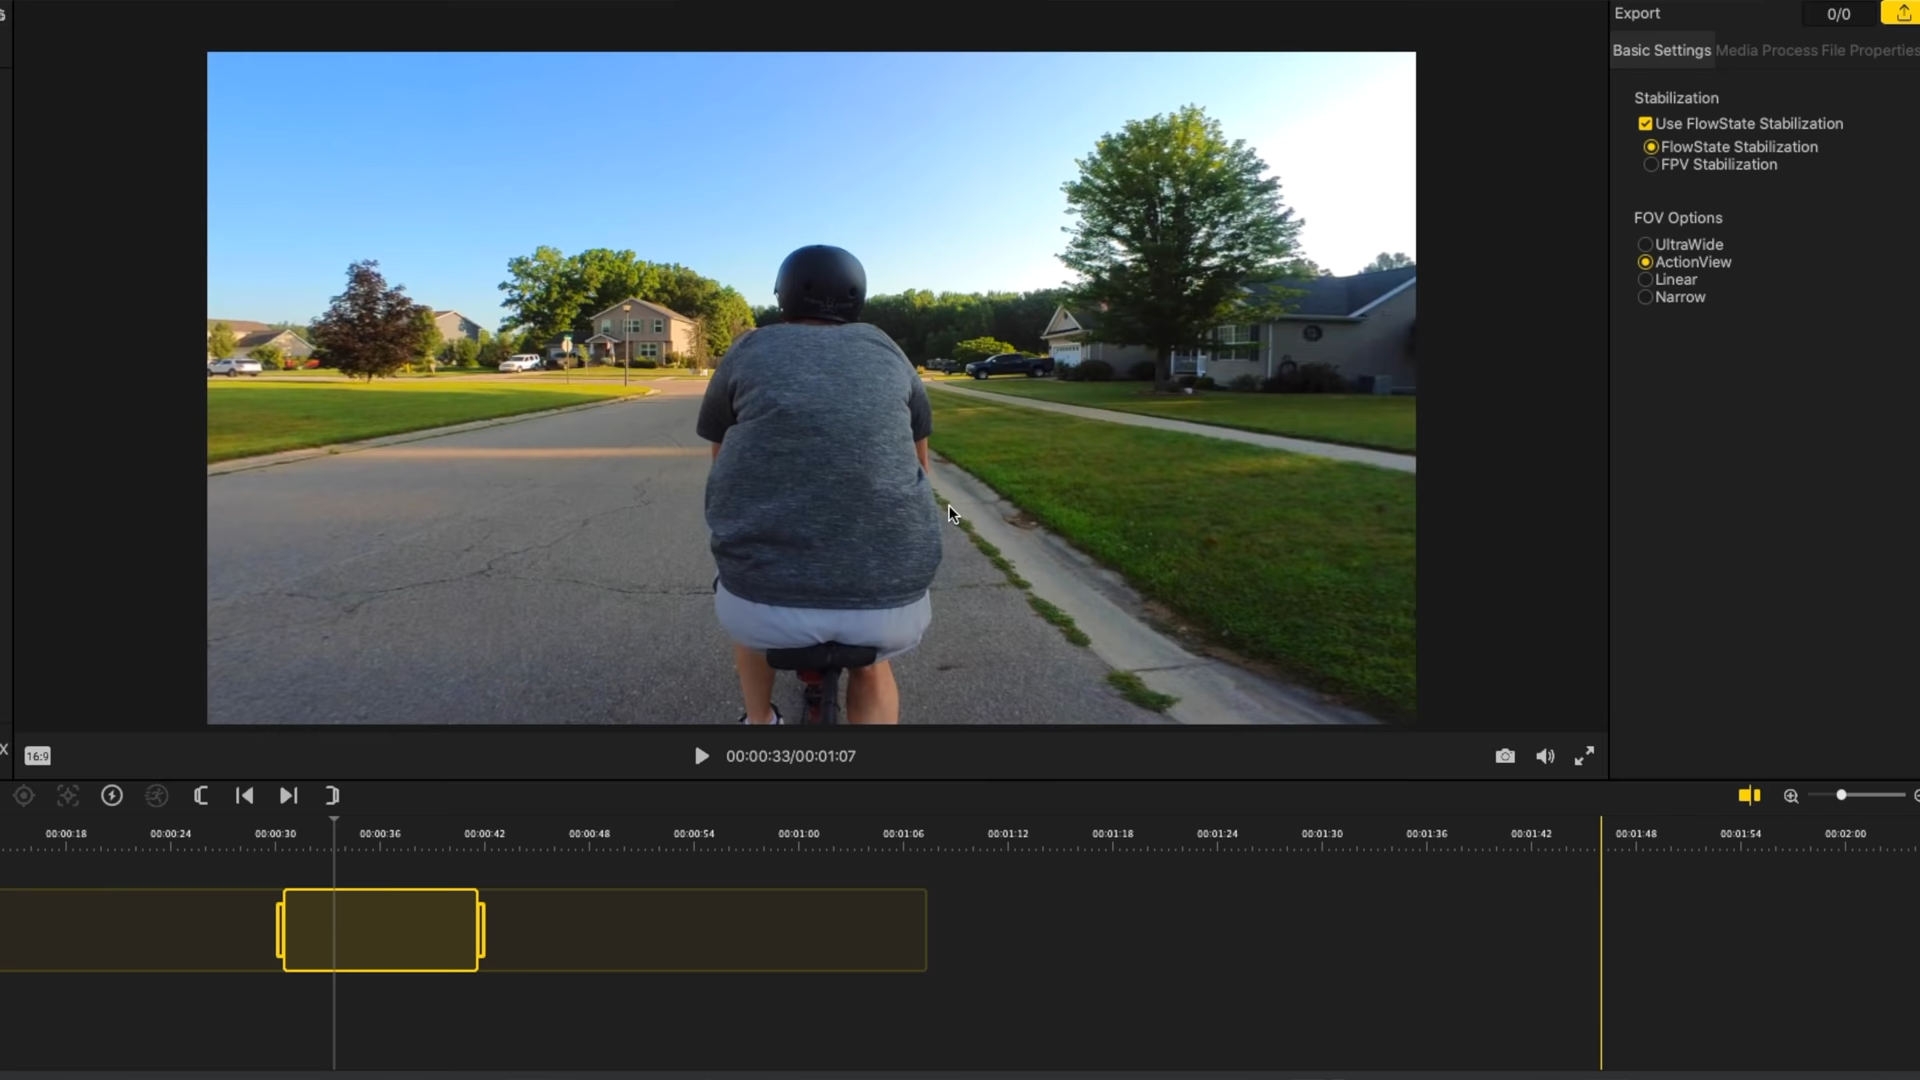 Export
0/0
Basic Settings Media Process File Properties
Stabilization
Use FlowState Stabilization
FlowState Stabilization
FPV Stabilization
FOV Options
UltraWide
ActionView
Linear
Narrow
16:9
00:00:33/00:01:07
00:00:18 00:00:24 00:00:30 00:00:36 00:00:42 00:00:48 00:00:54 00:01:00 00:01:06 00:01:12 00:01:18 00:01:24 00:01:30 00:01:36 00:01:42 00:01:48 00:01:54 00:02:00